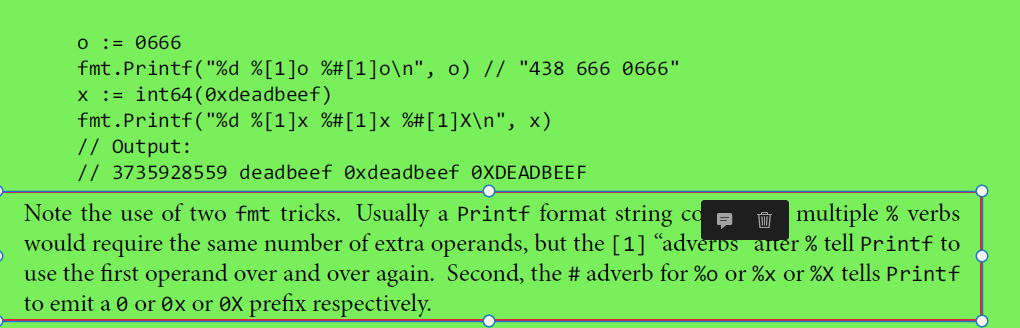 o := 0666
fmt.Printf("%d %[1]o %#[1]o\n", o) // "438 666 0666"
x := int64(0xdeadbeef)
fmt.Printf("%d %[1]x %#[1]x %#[1]X\n", x)
// Output:
// 3735928559 deadbeef 0xdeadbeef 0XDEADBEEF
Note the use of two fmt tricks. Usually a Printf format string multiple % verbs
would require the same number of extra operands, but the [1] “adverbs” after % tell Printf to
use the first operand over and over again. Second, the # adverb for %o or %x or %X tells Printf
to emit a 0 or 0x or 0X prefix respectively.